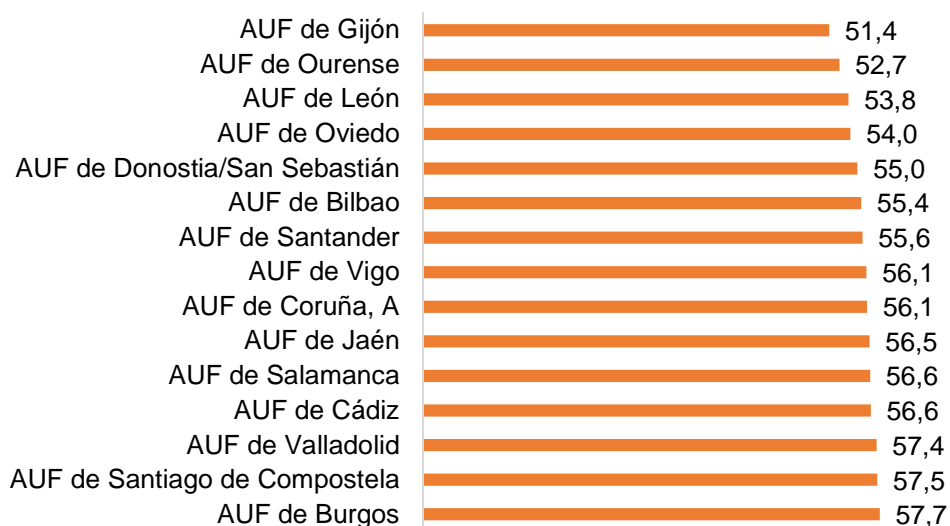 AUF de Gijón 51,4
AUF de Ourense 52,7
AUF de León 53,8
AUF de Oviedo 54,0
AUF de Donostia/San Sebastián 55,0
AUF de Bilbao 55,4
AUF de Santander 55,6
AUF de Vigo 56,1
AUF de Coruña, A 56,1
AUF de Jaén 56,5
AUF de Salamanca 56,6
AUF de Cádiz 56,6
AUF de Valladolid 57,4
AUF de Santiago de Compostela 57,5
AUF de Burgos 57,7